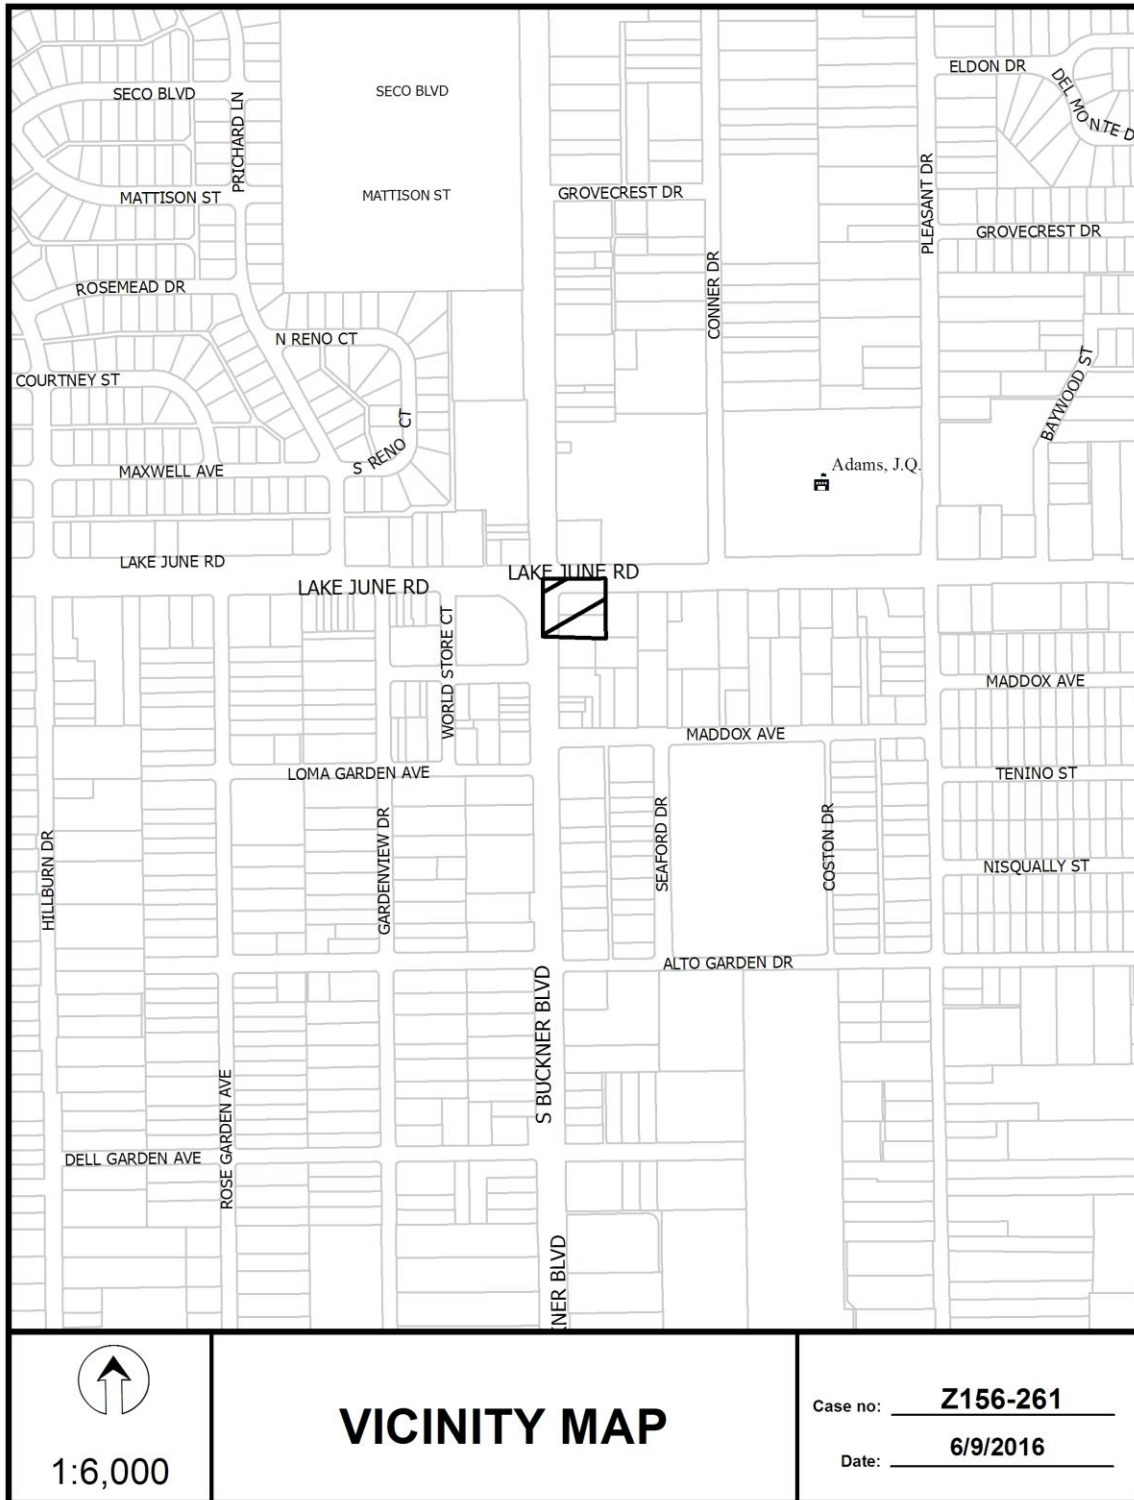 ELDON DR
SECO BLVD
SECO BLVD
PRICHARD LN
DEL MONTE D
PLEASANT DR
MATTISON ST
MATTISON ST
GROVECREST DR
GROVECREST DR
CONNER DR
ROSEMEAD DR
N RENO CT
COURTNEY ST
BAYWOOD ST
S RENO CT
MAXWELL AVE
Adams, J.Q.
LAKE JUNE RD
LAKE JUNE RD
LAKE JUNE RD
WORLD STORE CT
MADDOX AVE
MADDOX AVE
LOMA GARDEN AVE
TENINO ST
HILLBURN DR
GARDENVIEW DR
SEAFORD DR
COSTON DR
NISQUALLY ST
ALTO GARDEN DR
S BUCKNER BLVD
ROSE GARDEN AVE
DELL GARDEN AVE
KNER BLVD
1:6,000
VICINITY MAP
Case no: Z156-261
Date: 6/9/2016